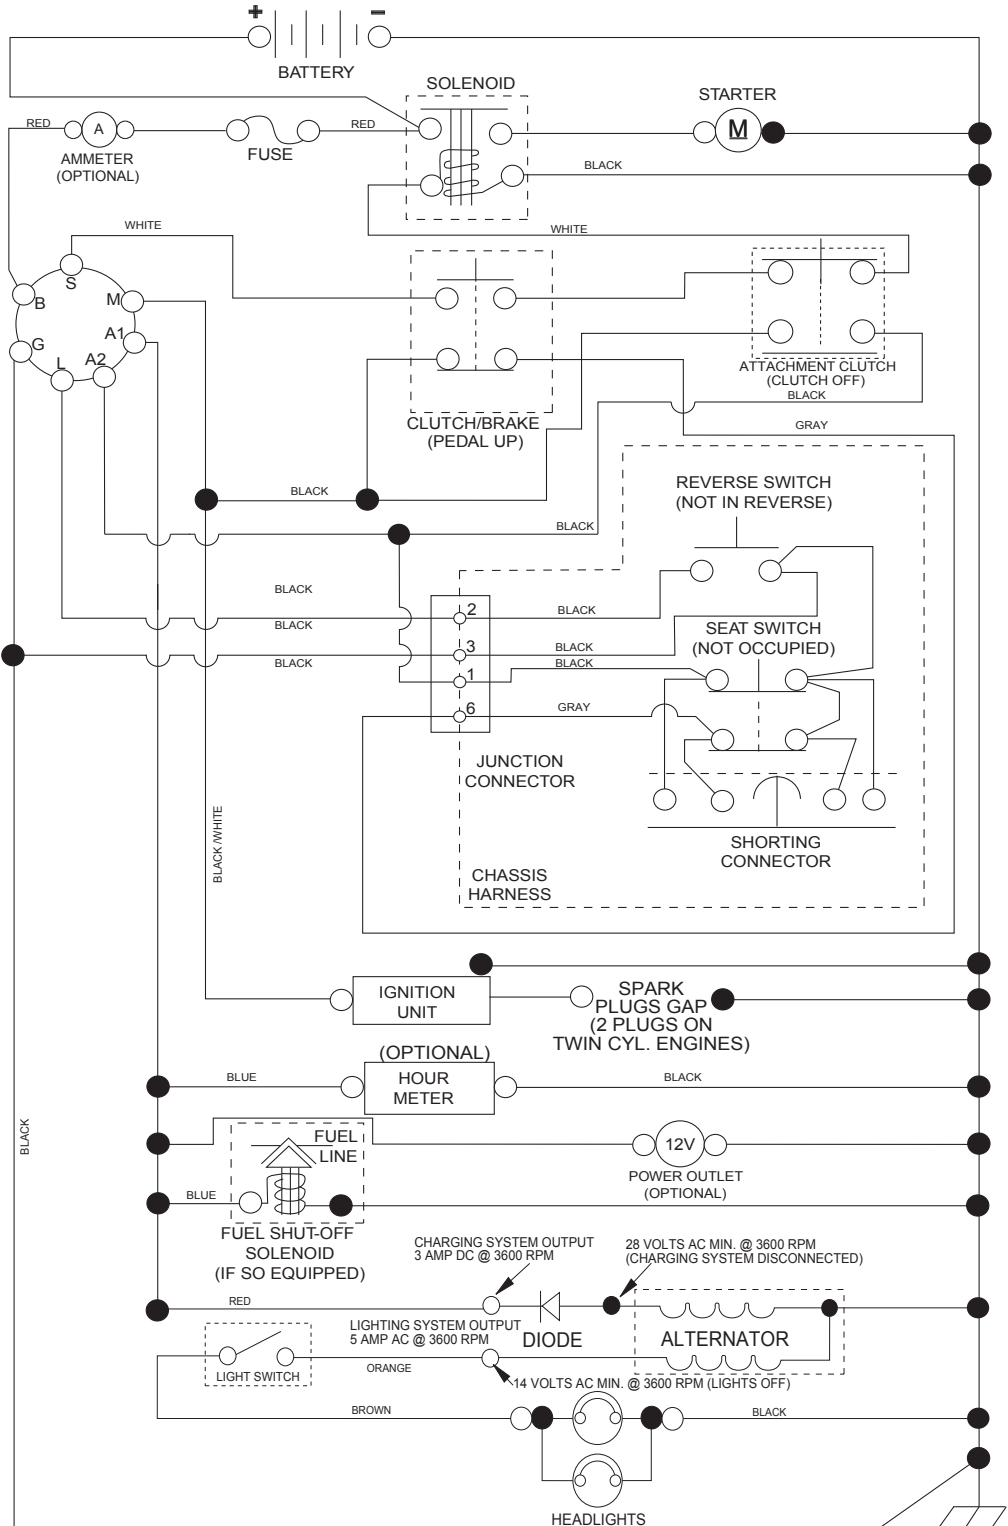 + −
BATTERY
SOLENOID
STARTER
RED
A
RED
M
FUSE
AMMETER
(OPTIONAL)
BLACK
WHITE
WHITE
S
B
M
A1
G
L
A2
ATTACHMENT CLUTCH
(CLUTCH OFF)
BLACK
CLUTCH/BRAKE
(PEDAL UP)
GRAY
REVERSE SWITCH
(NOT IN REVERSE)
BLACK
BLACK
BLACK
2
BLACK
BLACK
SEAT SWITCH
(NOT OCCUPIED)
3
BLACK
BLACK
BLACK
1
6
GRAY
JUNCTION
CONNECTOR
BLACK/WHITE
SHORTING
CONNECTOR
CHASSIS
HARNESS
IGNITION
UNIT
SPARK
PLUGS GAP
(2 PLUGS ON
TWIN CYL. ENGINES)
(OPTIONAL)
BLUE
HOUR
METER
BLACK
BLACK
FUEL
LINE
12V
POWER OUTLET
(OPTIONAL)
BLUE
FUEL SHUT-OFF
SOLENOID
(IF SO EQUIPPED)
CHARGING SYSTEM OUTPUT
3 AMP DC @ 3600 RPM
28 VOLTS AC MIN. @ 3600 RPM
(CHARGING SYSTEM DISCONNECTED)
RED
LIGHTING SYSTEM OUTPUT
5 AMP AC @ 3600 RPM
DIODE
ALTERNATOR
LIGHT SWITCH
ORANGE
14 VOLTS AC MIN. @ 3600 RPM (LIGHTS OFF)
BROWN
BLACK
HEADLIGHTS